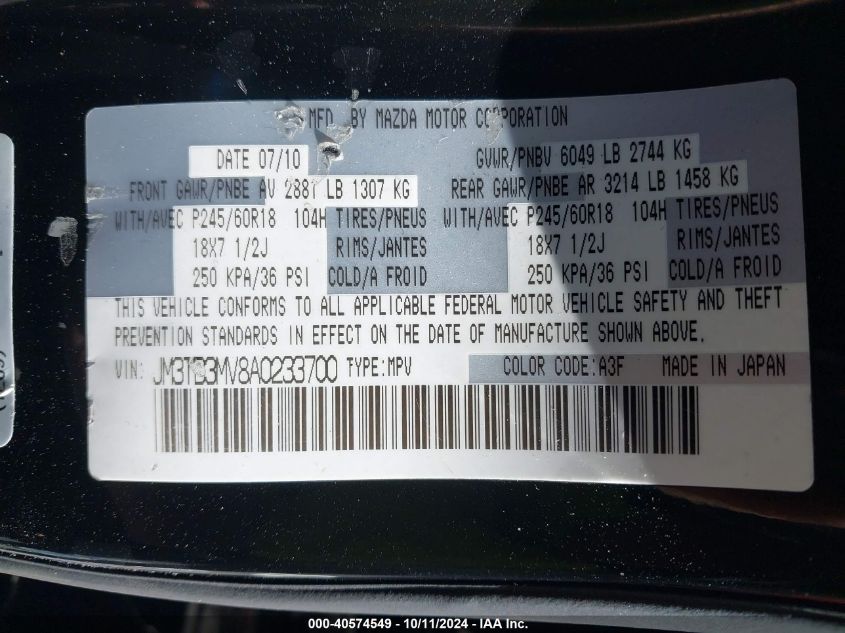 MFD BY MAZDA MOTOR CORPORATION
DATE 07/10 GVWR/PNBV 6049 LB 2744 KG
FRONT GAWR/PNBE AV 2881 LB 1307 KG REAR GAWR/PNBE AR 3214 LB 1458 KG
WITH/AVEC P245/60R18 104H TIRES/PNEUS WITH/AVEC P245/60R18 104H TIRES/PNEUS
18X7 1/2J RIMS/JANTES 18X7 1/2J RIMS/JANTES
250 KPA/36 PSI COLD/A FROID 250 KPA/36 PSI COLD/A FROID
THIS VEHICLE CONFORMS TO ALL APPLICABLE FEDERAL MOTOR VEHICLE SAFETY AND THEFT
PREVENTION STANDARDS IN EFFECT ON THE DATE OF MANUFACTURE SHOWN ABOVE.
VIN: JM3TB3MV8A0233700 TYPE:MPV COLOR CODE:A3F MADE IN JAPAN
000-40574549 - 10/11/2024 - IAA Inc.